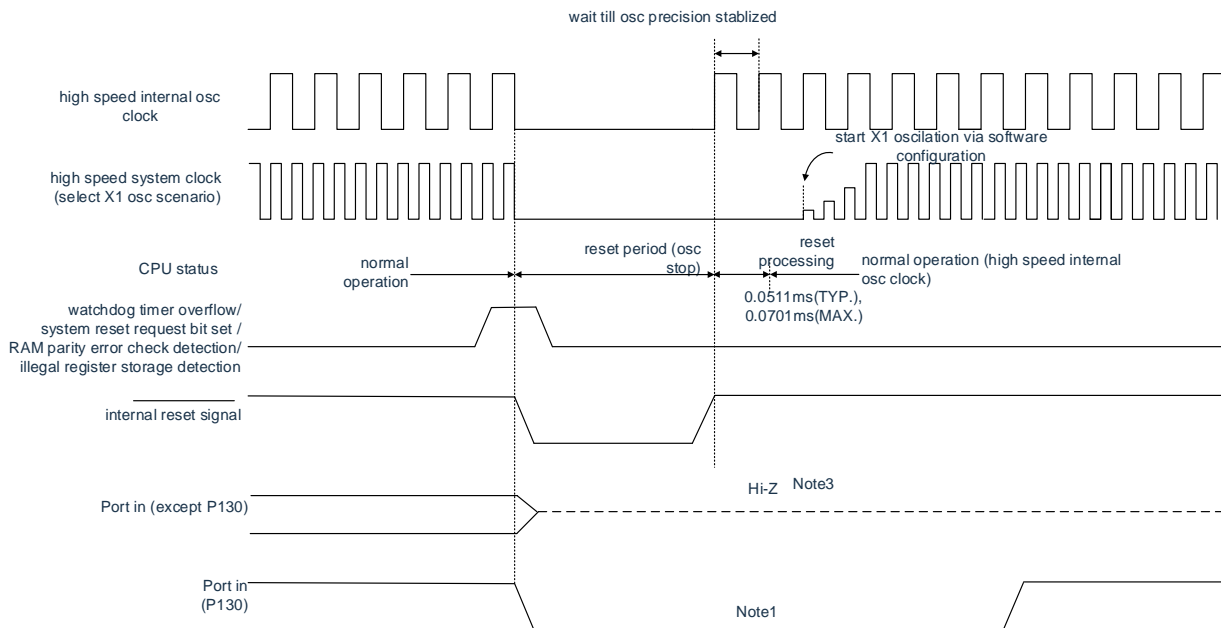 wait till osc precision stablized
high speed internal osc
clock
start X1 oscilation via software
configuration
high speed system clock
(select X1 osc scenario)
CPU status
normal
operation
reset period (osc
stop)
reset
processing
normal operation (high speed internal
osc clock)
0.0511ms(TYP.),
0.0701ms(MAX.)
watchdog timer overflow/
system reset request bit set /
RAM parity error check detection/
illegal register storage detection
internal reset signal
Hi-Z
Note3
Port in (except P130)
Port in
(P130)
Note1